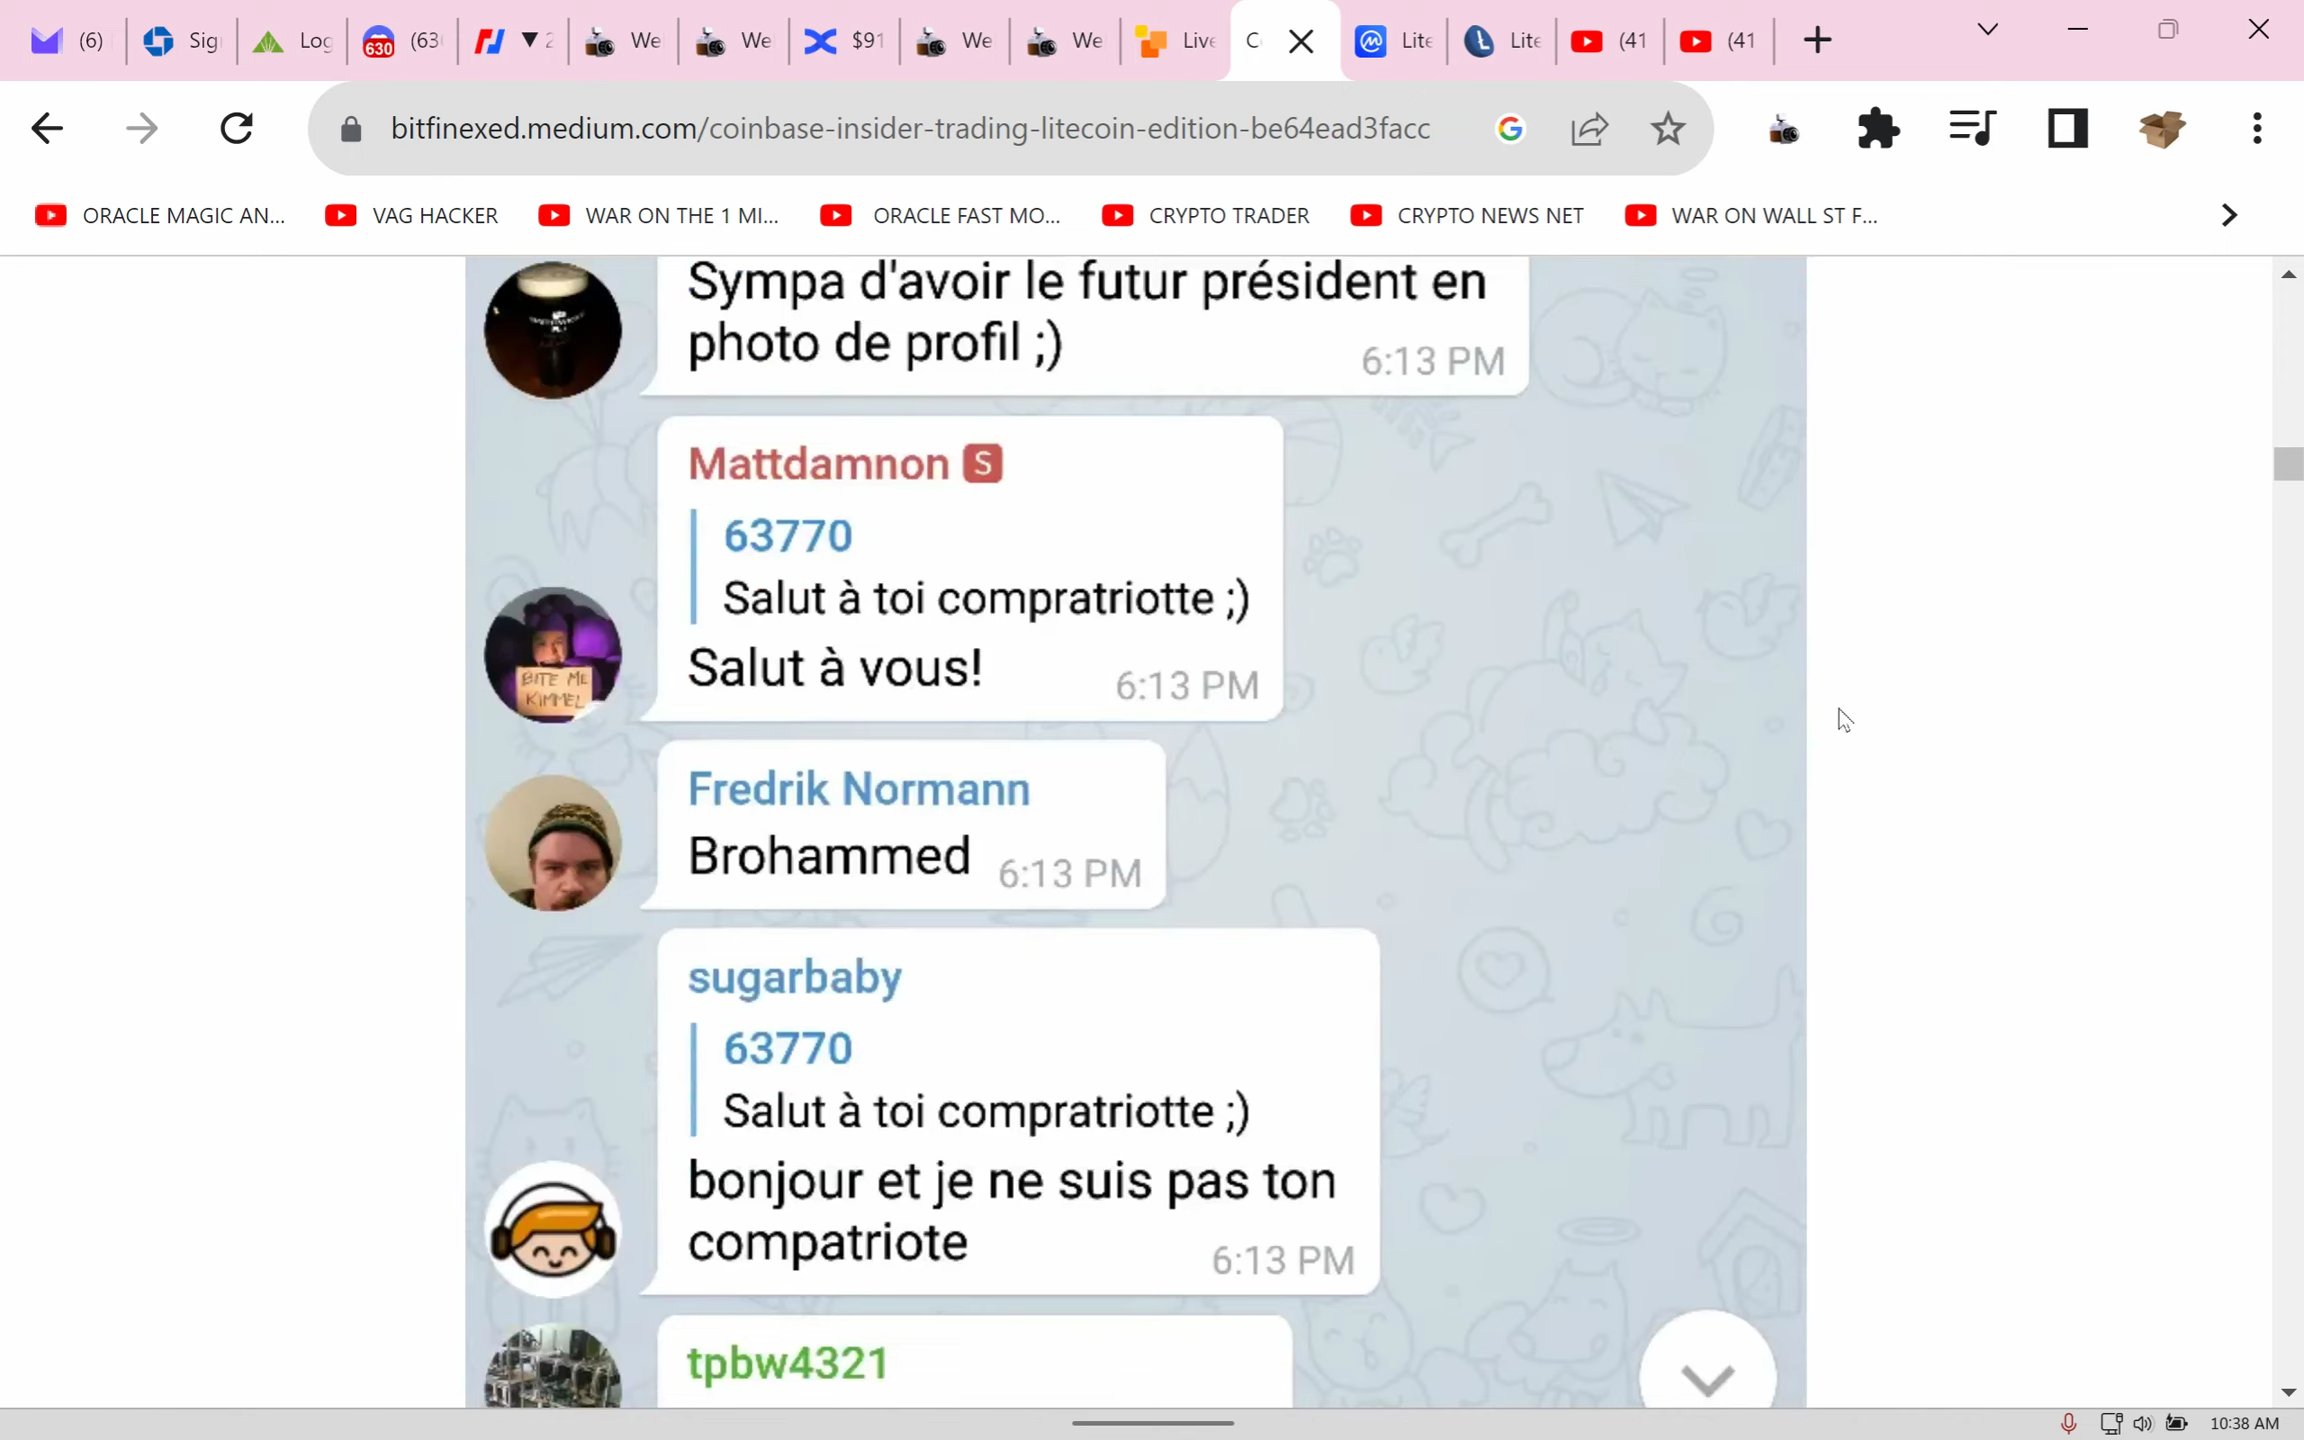 (6)
Sig
Log
630
(63
▼ 2
We
We
$91
We
We
Live
C
Lite
Lite
(41
(41
bitfinexed.medium.com/coinbase-insider-trading-litecoin-edition-be64ead3facc
ORACLE MAGIC AN...
VAG HACKER
WAR ON THE 1 MI...
ORACLE FAST MO...
CRYPTO TRADER
CRYPTO NEWS NET
WAR ON WALL ST F...
Sympa d'avoir le futur président en
photo de profil ;)
6:13 PM
Mattdamnon S
63770
Salut à toi compratriotte ;)
Salut à vous!
6:13 PM
BITE ME
KIMMEL
Fredrik Normann
Brohammed
6:13 PM
sugarbaby
63770
Salut à toi compratriotte ;)
bonjour et je ne suis pas ton
compatriote
6:13 PM
tpbw4321
10:38 AM